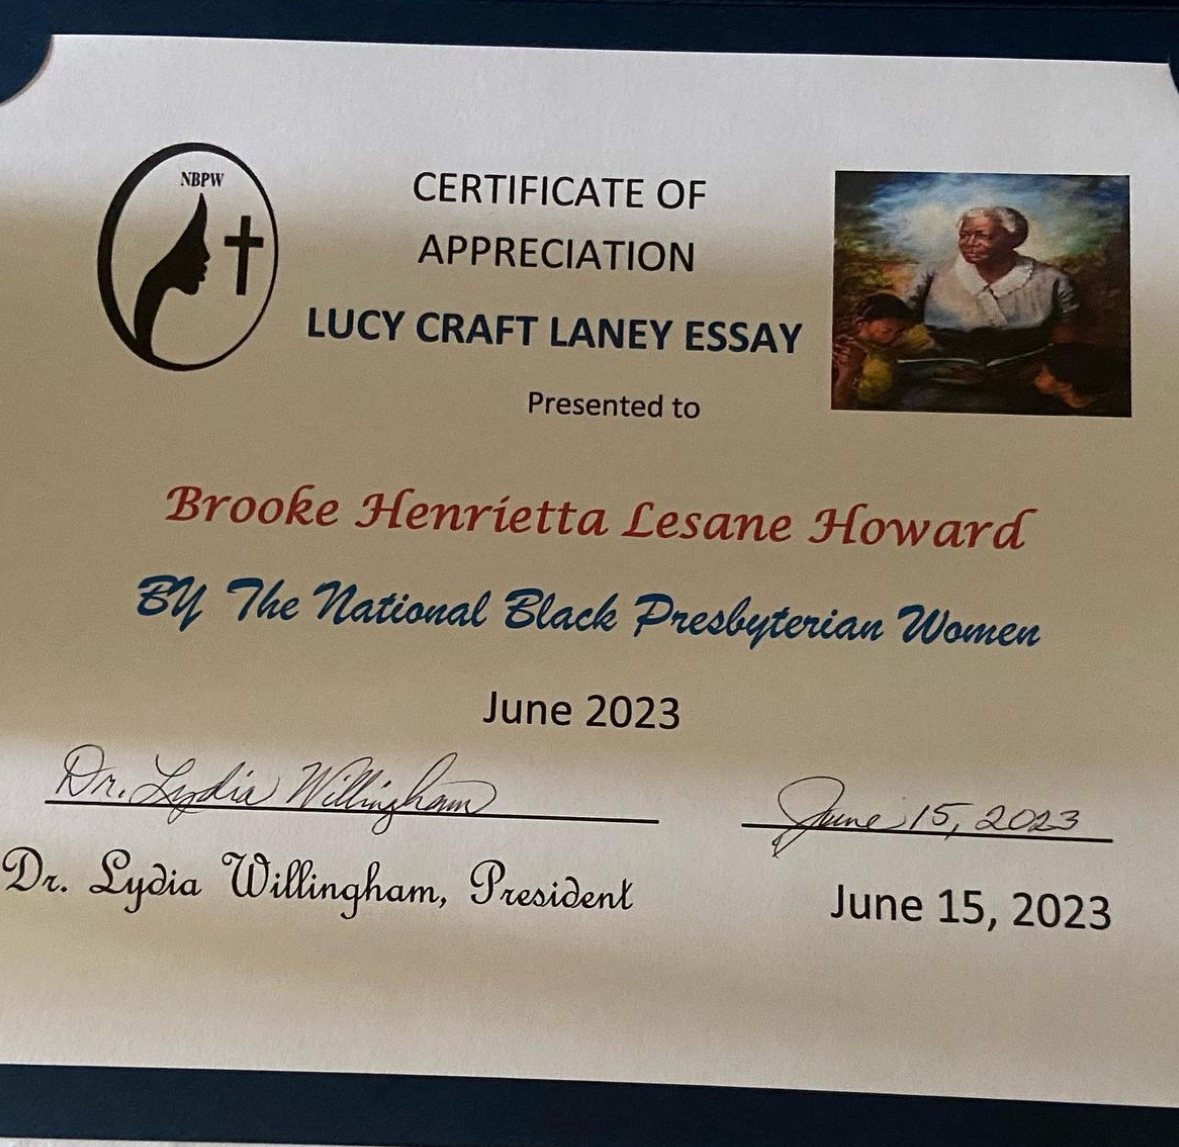 NBPW
CERTIFICATE OF
APPRECIATION
LUCY CRAFT LANEY ESSAY
Presented to
Brooke Henrietta Lesane Howard
BY The National Black Presbyterian Women
June 2023
Dr. Lydia Willingham
June 15, 2023
Dr. Lydia Willingham, President
June 15, 2023